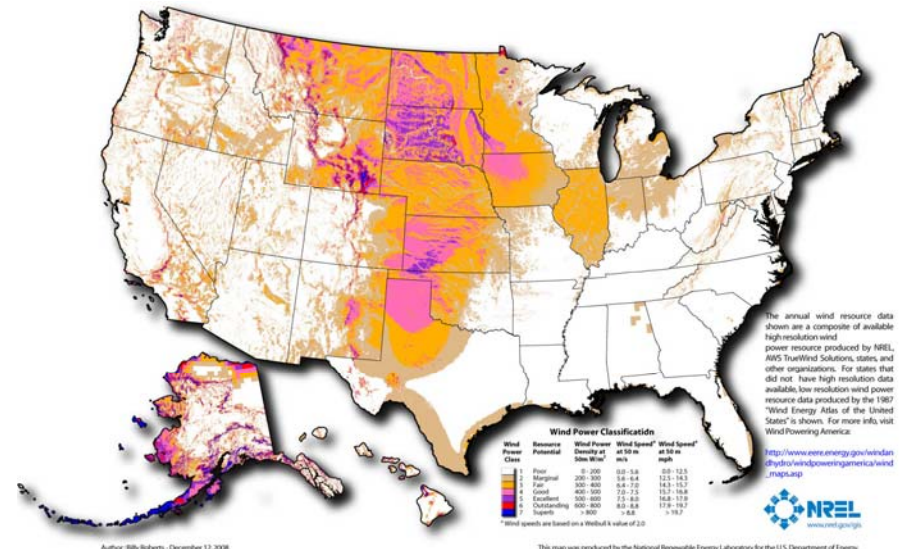 The annual wind resource data
shown are a composite of available
high resolution wind
power resource produced by NREL,
AWS TrueWind Solutions, states, and
other organizations. For states that
did not have high resolution data
available, low resolution wind power
resource data produced by the 1987
"Wind Energy Atlas of the United
States" is shown. For more info, visit
Wind Powering America:
http://www.eere.energy.gov/windan
dhydro/windpoweringamerica/wind
_maps.asp
Wind Power Classification
Wind Power Class Resource Potential Wind Power Density at 50m W/m² Wind Speedª at 50 m m/s Wind Speedª at 50 m mph
1 Poor 0 - 200 0.0 - 5.6 0.0 - 12.5
2 Marginal 200 - 300 5.6 - 6.4 12.5 - 14.3
3 Fair 300 - 400 6.4 - 7.0 14.3 - 15.7
4 Good 400 - 500 7.0 - 7.5 15.7 - 16.8
5 Excellent 500 - 600 7.5 - 8.0 16.8 - 17.9
6 Outstanding 600 - 800 8.0 - 8.8 17.9 - 19.7
7 Superb > 800 > 8.8 > 19.7
ª Wind speeds are based on a Weibull k value of 2.0
NREL
www.nrel.gov/gis
Author: Billy Roberts - December 12, 2008
This map was produced by the National Renewable Energy Laboratory for the U.S. Department of Energy.